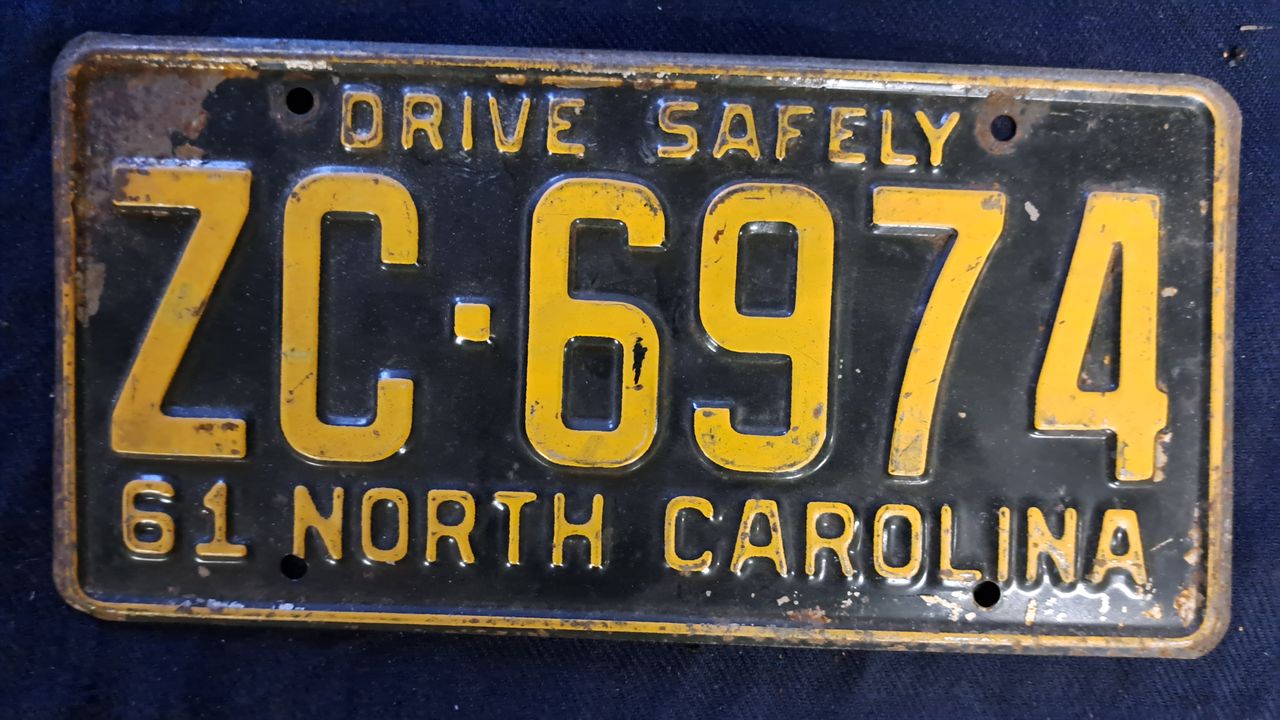 DRIVE SAFELY
ZC·6974
61 NORTH CAROLINA